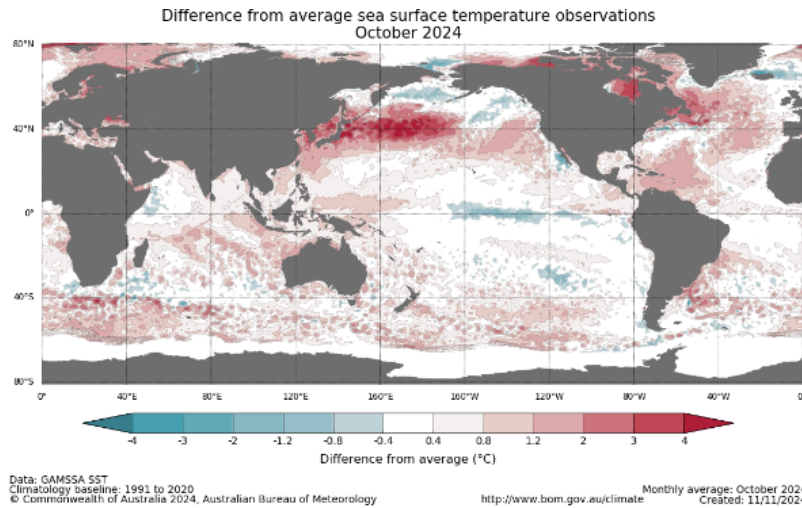 Difference from average sea surface temperature observations
October 2024
80°N
40°N
0°
40°S
80°S
0° 40°E 80°E 120°E 160°E 160°W 120°W 80°W 40°W 0°
-4 -3 -2 -1.2 -0.8 -0.4 0.4 0.8 1.2 2 3 4
Difference from average (°C)
Data: GAMSSA SST
Climatology baseline: 1991 to 2020
© Commonwealth of Australia 2024, Australian Bureau of Meteorology
http://www.bom.gov.au/climate
Monthly average: October 2024
Created: 11/11/2024